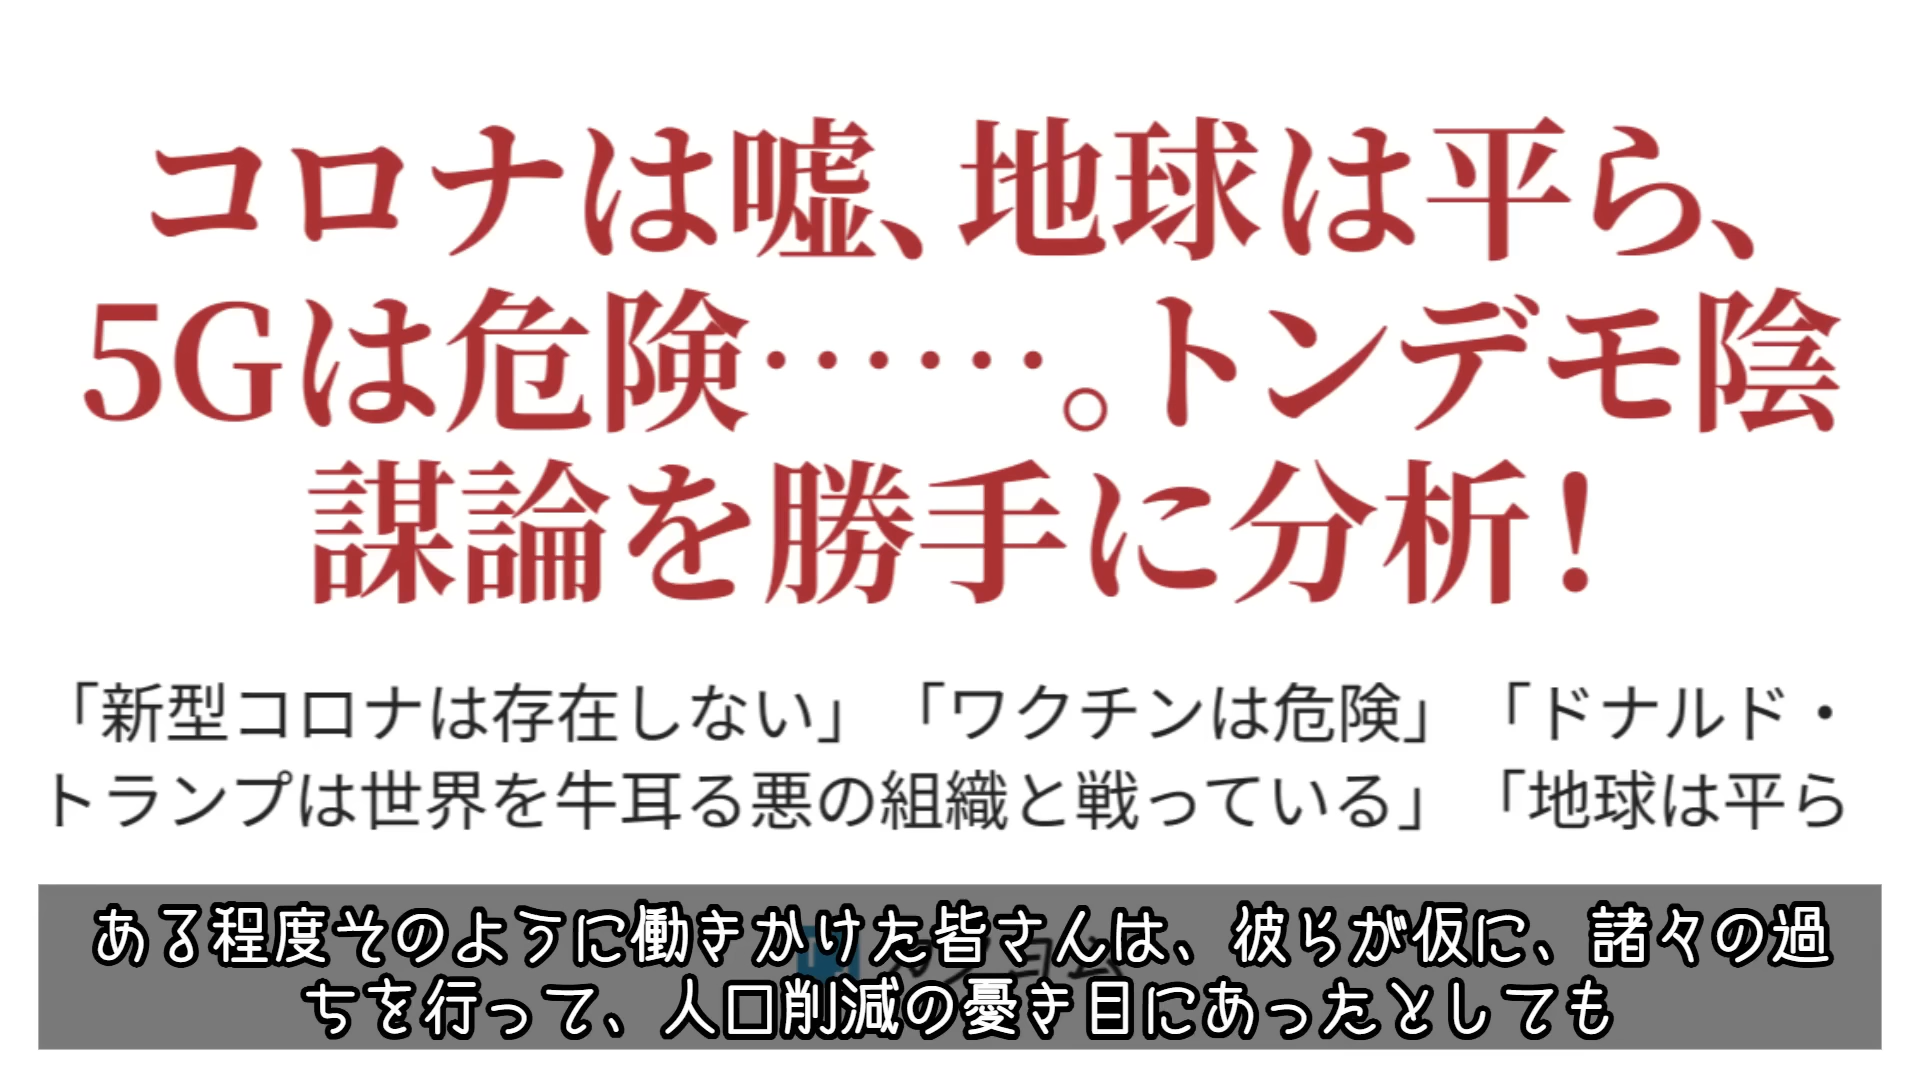 コロナは嘘、地球は平ら、
5Gは危険……。トンデモ陰
謀論を勝手に分析！
「新型コロナは存在しない」「ワクチンは危険」「ドナルド・
トランプは世界を牛耳る悪の組織と戦っている」「地球は平ら
ある程度そのように働きかけた皆さんは、彼らが仮に、諸々の過
ちを行って、人口削減の憂き目にあったとしても